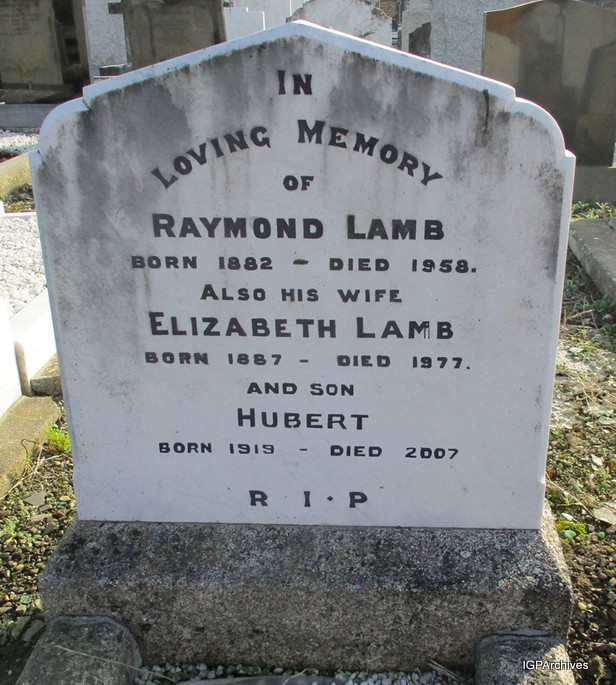 IN
LOVING MEMORY
OF
RAYMOND LAMB
BORN 1882 - DIED 1958.
ALSO HIS WIFE
ELIZABETH LAMB
BORN 1887 - DIED 1977.
AND SON
HUBERT
BORN 1919 - DIED 2007
R I · P
IGPArchives